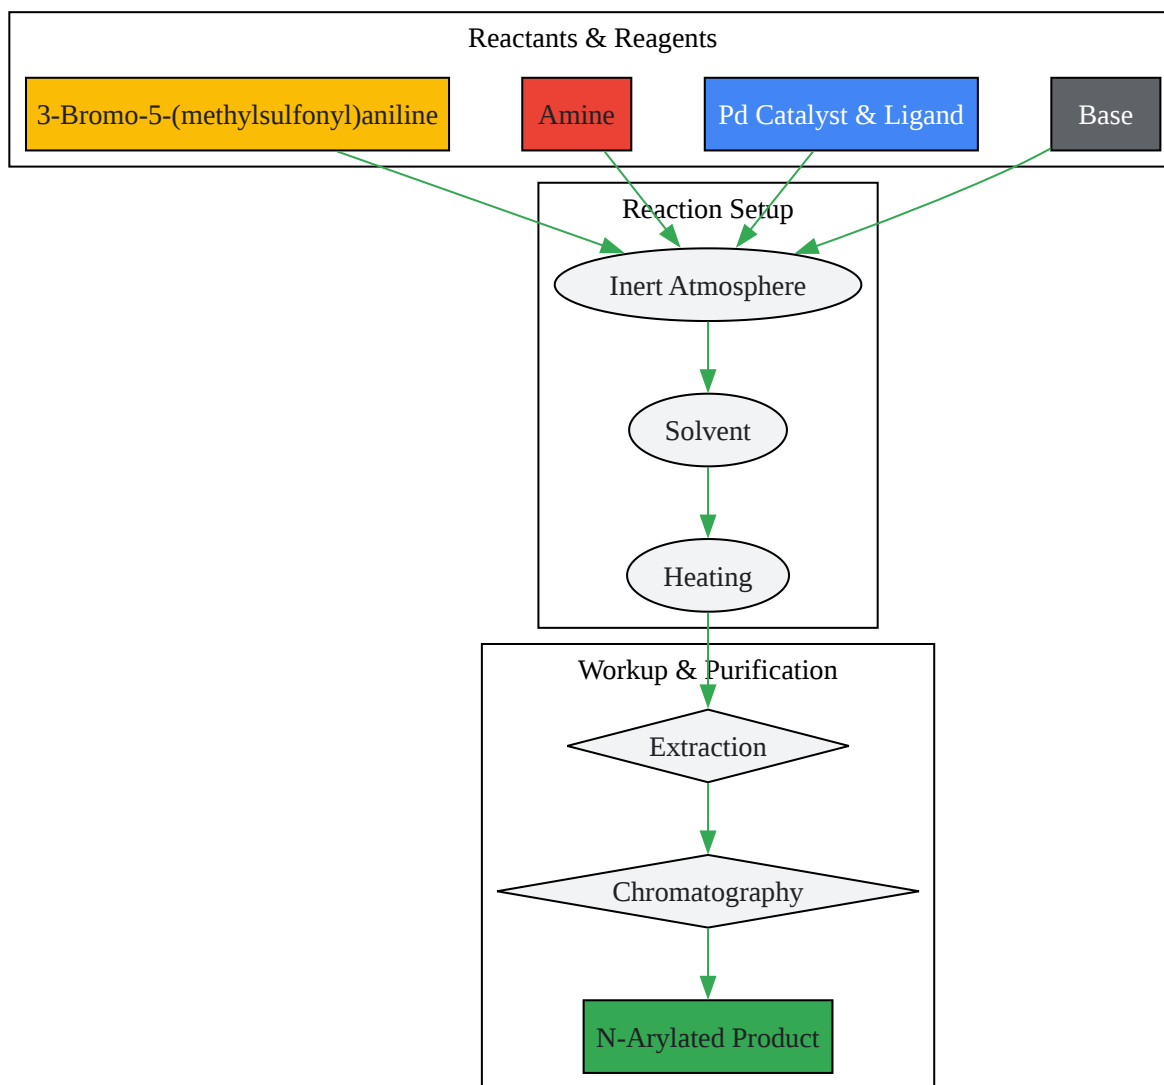 Reactants & Reagents
3-Bromo-5-(methylsulfonyl)aniline
Amine
Pd Catalyst & Ligand
Base
Reaction Setup
Inert Atmosphere
Solvent
Heating
Workup & Purification
Extraction
Chromatography
N-Arylated Product